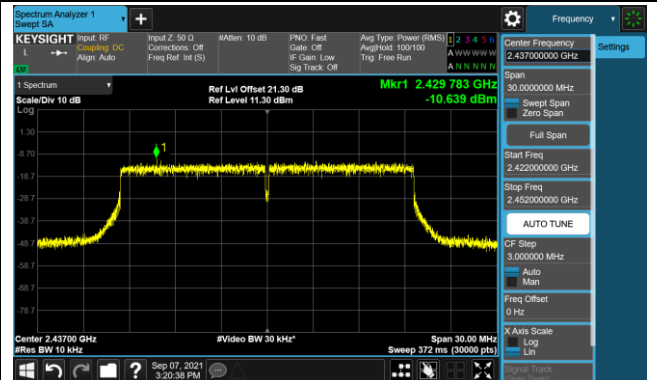 Spectrum Analyzer 1
Swept SA
+
Frequency
KEYSIGHT
L
Input: RF
Coupling: DC
Align: Auto
Input Z: 50 Ω
Corrections: Off
Freq Ref: Int (S)
#Atten: 10 dB
PNO: Fast
Gate: Off
IF Gain: Low
Sig Track: Off
Avg Type: Power (RMS)
Avg|Hold: 100/100
Trig: Free Run
1 2 3 4 5 6
A W W W W W
A N N N N N
1 Spectrum
Scale/Div 10 dB
Log
Ref Lvl Offset 21.30 dB
Ref Level 11.30 dBm
Mkr1 2.429 783 GHz
-10.639 dBm
1.30
-8.70
-18.7
-28.7
-38.7
-48.7
-58.7
-68.7
-78.7
1
Center 2.43700 GHz
#Res BW 10 kHz
#Video BW 30 kHz*
Span 30.00 MHz
Sweep 372 ms (30000 pts)
Sep 07, 2021
3:20:38 PM
?
Center Frequency
2.437000000 GHz
Settings
Span
30.0000000 MHz
Swept Span
Zero Span
Full Span
Start Freq
2.422000000 GHz
Stop Freq
2.452000000 GHz
AUTO TUNE
CF Step
3.000000 MHz
Auto
Man
Freq Offset
0 Hz
X Axis Scale
Log
Lin
Signal Track
(Span Zoom)